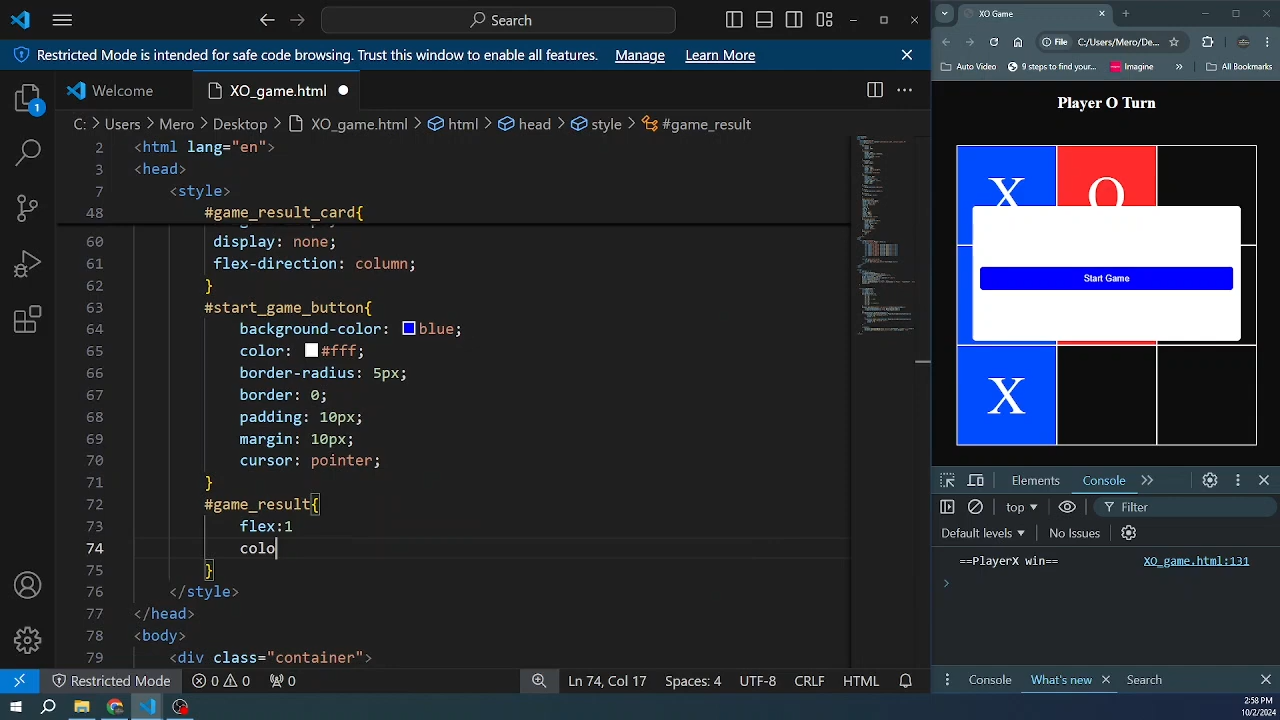 Search
Restricted Mode is intended for safe code browsing. Trust this window to enable all features. Manage Learn More
Welcome XO_game.html
C: > Users > Mero > Desktop > XO_game.html > html > head > style > #game_result
2 <html lang="en">
3 <head>
7 <style>
48 #game_result_card{
60 display: none;
61 flex-direction: column;
62 }
63 #start_game_button{
64 background-color: blue;
65 color: #fff;
66 border-radius: 5px;
67 border: 0;
68 padding: 10px;
69 margin: 10px;
70 cursor: pointer;
71 }
72 #game_result{
73 flex:1
74 colo
75 }
76 </style>
77 </head>
78 <body>
79 <div class="container">
1
Restricted Mode 0 0 0 Ln 74, Col 17 Spaces: 4 UTF-8 CRLF HTML
XO Game
File C:/Users/Mero/De...
Auto Video 9 steps to find your... Imagine » All Bookmarks
Player O Turn
X O
Start Game
X
Elements Console »
top Filter
Default levels No Issues
==PlayerX win== XO_game.html:131
Console What's new Search
2:58 PM
10/2/2024